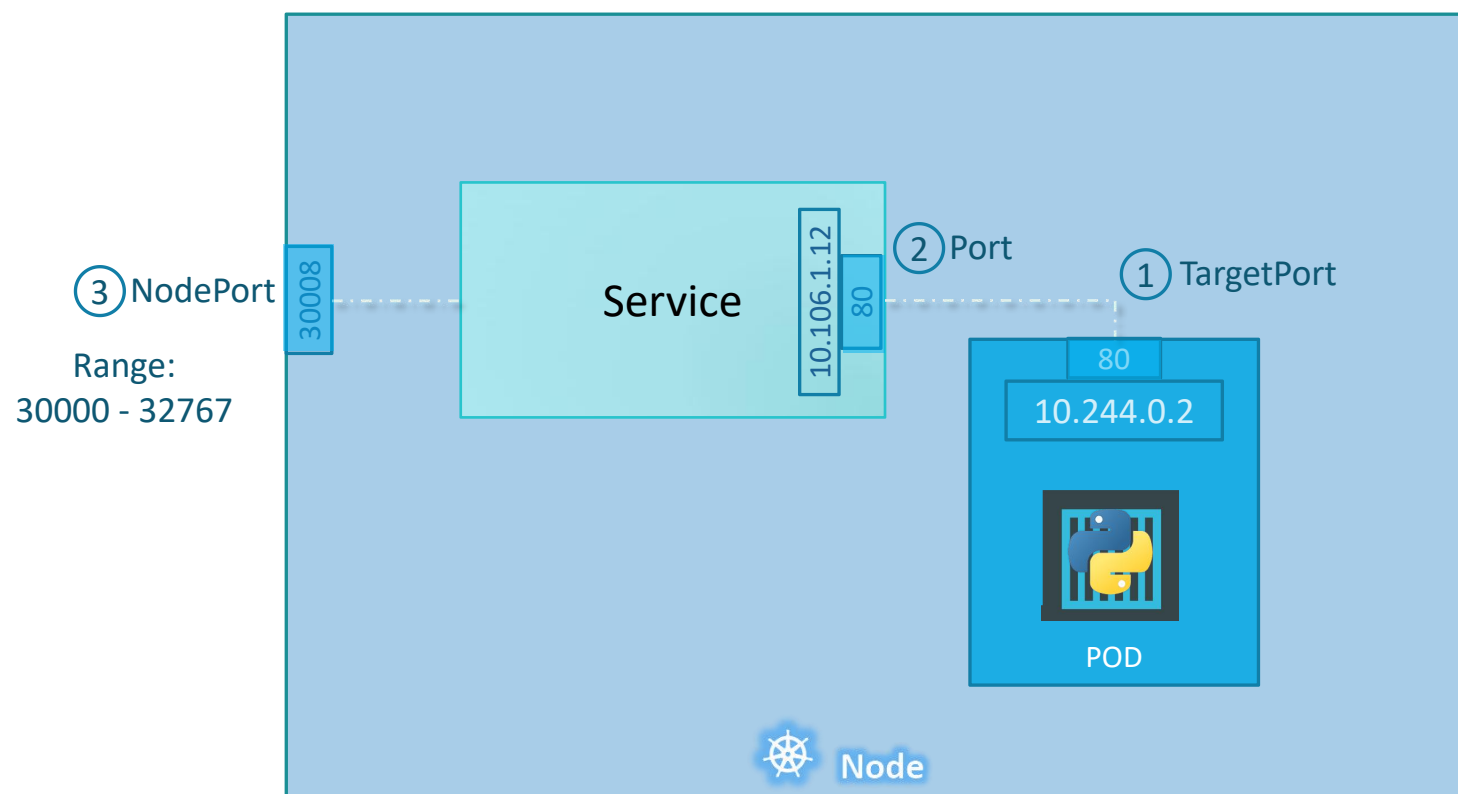 3 NodePort
Range:
30000 - 32767
30008
Service
10.106.1.12
80
2 Port
1 TargetPort
80
10.244.0.2
POD
Node